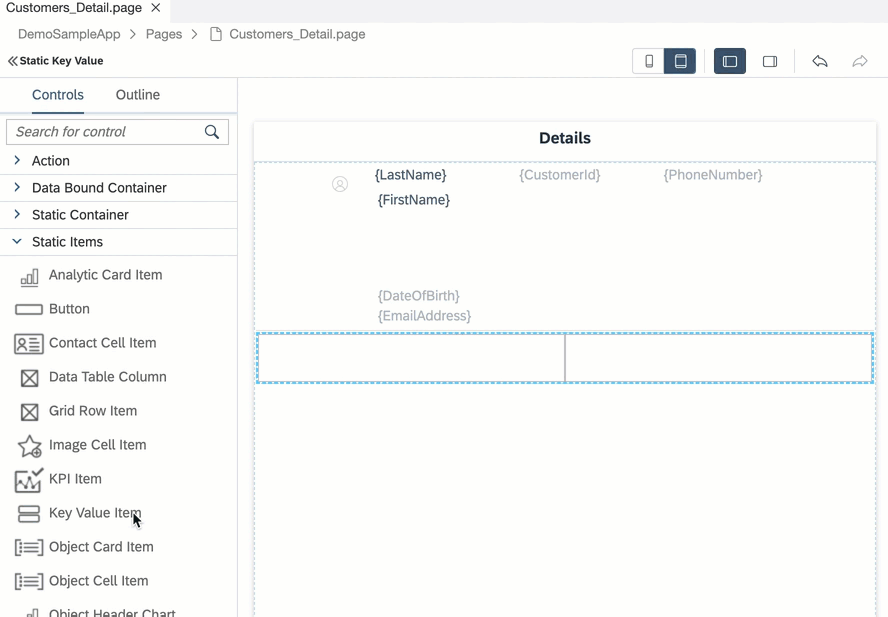 Customers_Detail.page
DemoSampleApp > Pages > Customers_Detail.page
Static Key Value
Controls Outline
Search for control
Action
Data Bound Container
Static Container
Static Items
Analytic Card Item
Button
Contact Cell Item
Data Table Column
Grid Row Item
Image Cell Item
KPI Item
Key Value Item
Object Card Item
Object Cell Item
Object Header Chart
Details
{LastName} {CustomerId} {PhoneNumber}
{FirstName}
{DateOfBirth}
{EmailAddress}